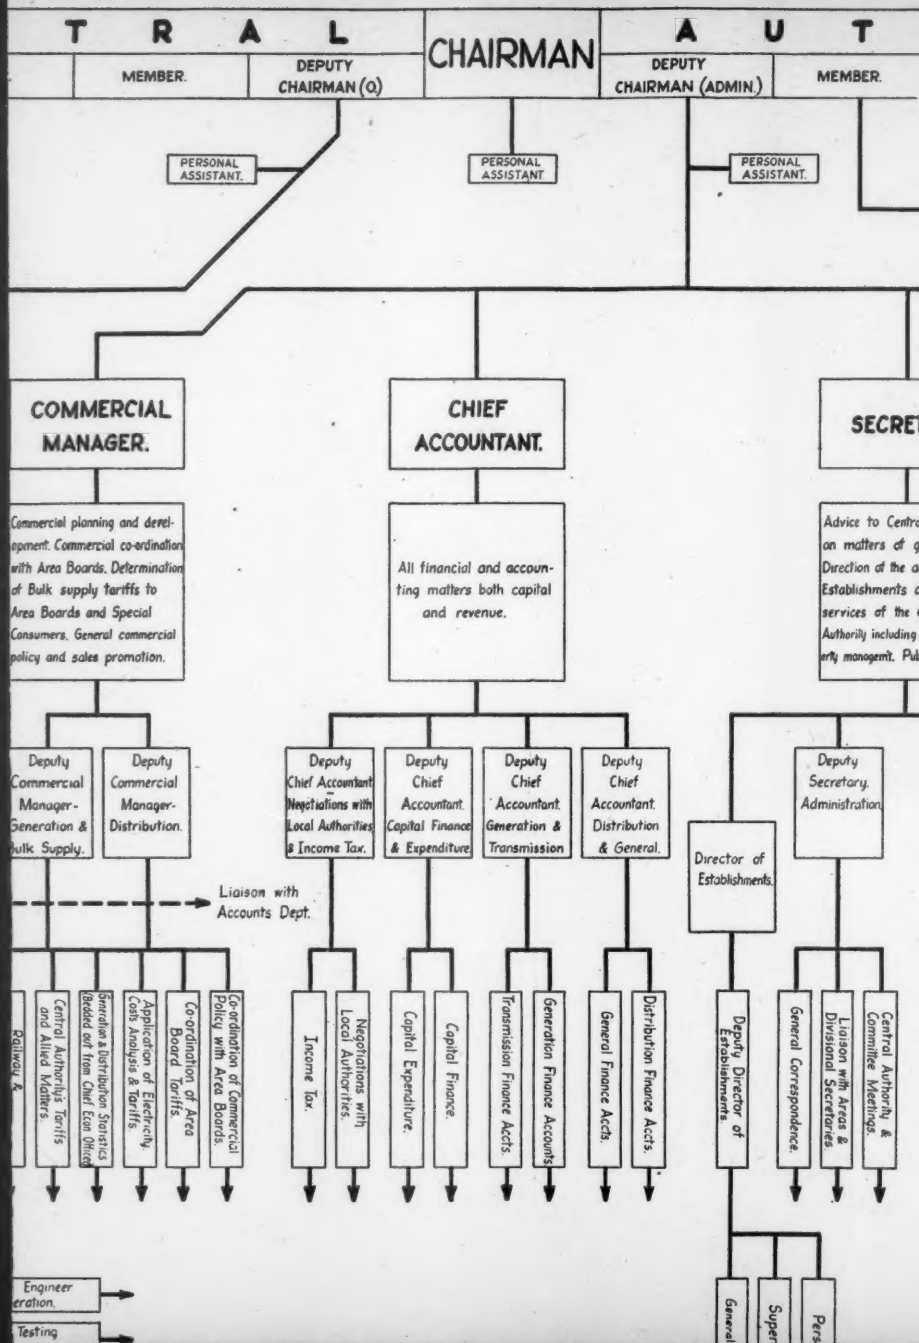 T R A L
CHAIRMAN
A U T
MEMBER.
DEPUTY
CHAIRMAN (O)
DEPUTY
CHAIRMAN (ADMIN.)
MEMBER.
PERSONAL
ASSISTANT.
PERSONAL
ASSISTANT
PERSONAL
ASSISTANT.
COMMERCIAL
MANAGER.
CHIEF
ACCOUNTANT.
SECRET
Commercial planning and devel-
opment. Commercial co-ordination
with Area Boards. Determination
of Bulk supply tariffs to
Area Boards and Special
Consumers. General commercial
policy and sales promotion.
All financial and accoun-
ting matters both capital
and revenue.
Advice to Centra
on matters of g
Direction of the a
Establishments a
services of the
Authority including
erty managem't. Pub
Deputy
Commercial
Manager-
Generation &
Bulk Supply.
Deputy
Commercial
Manager-
Distribution.
Deputy
Chief Accountant
Negotiations with
Local Authorities
& Income Tax.
Deputy
Chief
Accountant.
Capital Finance
& Expenditure
Deputy
Chief
Accountant.
Generation &
Transmission
Deputy
Chief
Accountant.
Distribution
& General.
Director of
Establishments.
Deputy
Secretary.
Administration
Liaison with
Accounts Dept.
Railway &
Central Authority's Tariffs
and Allied Matters.
Generation & Distribution Statistics
(Bedded out from Chief Econ Officer)
Application of Electricity.
Costs Analysis & Tariffs.
Co-ordination of Area
Board Tariffs.
Co-ordination of Commercial
Policy with Area Boards.
Income Tax.
Negotiations with
Local Authorities.
Capital Expenditure.
Capital Finance.
Transmission Finance Accts.
Generation Finance Accounts
General Finance Accts.
Distribution Finance Accts.
Deputy Director of
Establishments.
General Correspondence.
Liaison with Areas &
Divisional Secretaries.
Central Authority &
Committee Meetings.
Engineer
eration.
Testing
General
Super
Pers